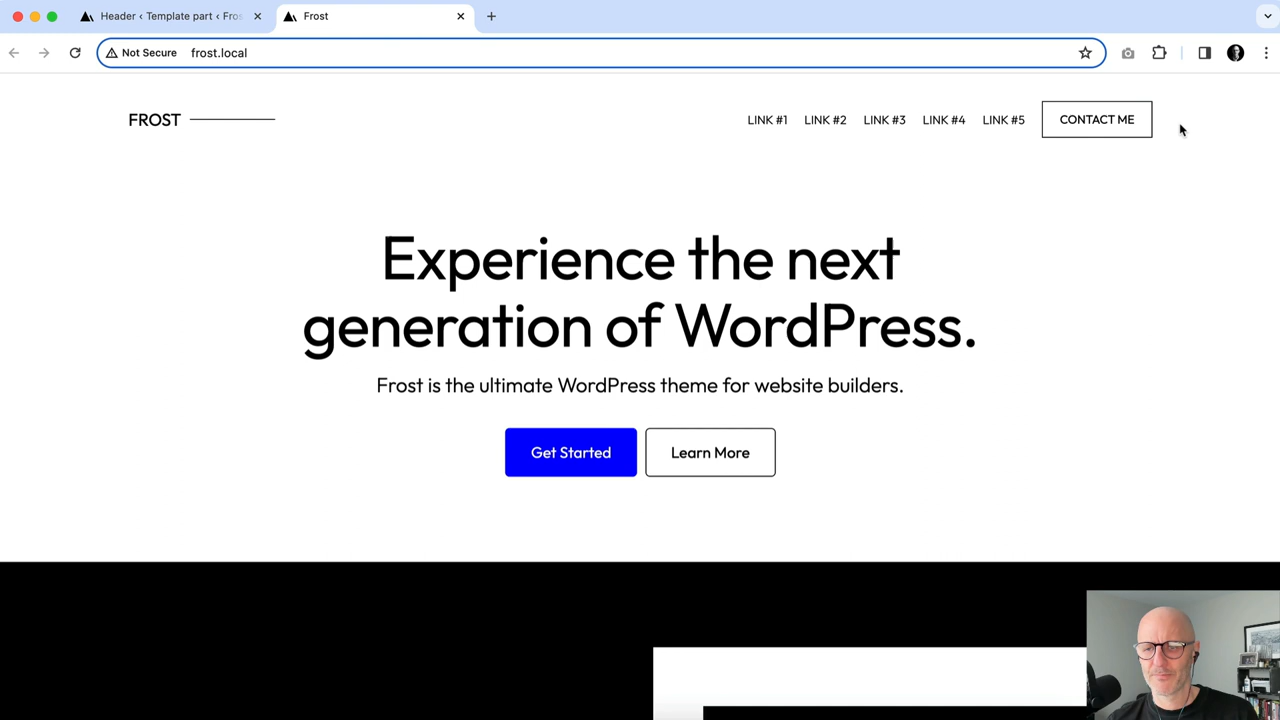 Header ‹ Template part ‹ Fros
Frost
Not Secure
frost.local
FROST
LINK #1
LINK #2
LINK #3
LINK #4
LINK #5
CONTACT ME
Experience the next
generation of WordPress.
Frost is the ultimate WordPress theme for website builders.
Get Started
Learn More